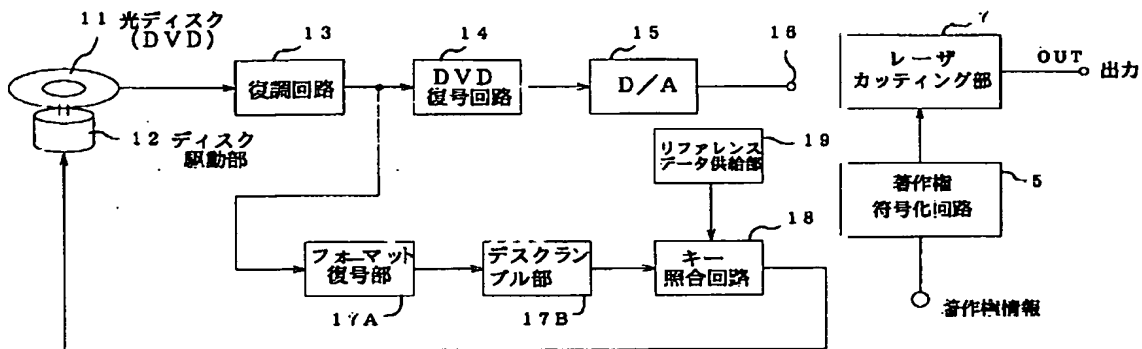 11 光ディスク
(DVD)
12 ディスク
駆動部
13
復調回路
14
DVD
復号回路
15
D/A
16
7
レーザ
カッティング部
OUT
出力
リファレンス
データ供給部
19
著作権
符号化回路
5
フォーマット
復号部
17A
デスクラン
ブル部
17B
キー
照合回路
18
著作権情報